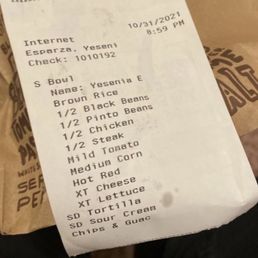 10/31/2021
8:59 PM
Internet
Esparza, Yeseni
Check: 1010192
S Bowl
Name: Yesenia E
Brown Rice
1/2 Black Beans
1/2 Pinto Beans
1/2 Chicken
1/2 Steak
Mild Tomato
Medium Corn
Hot Red
XT Cheese
XT Lettuce
SD Tortilla
SD Sour Cream
Chips & Guac
SALT